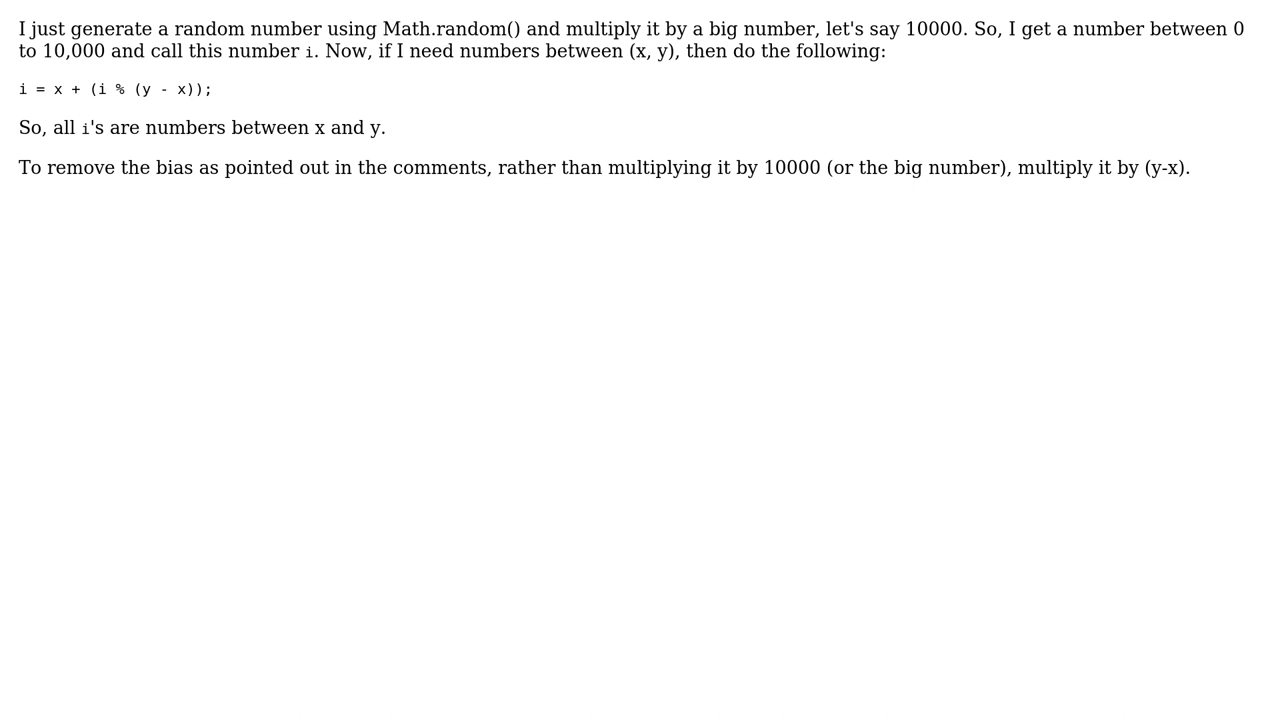 I just generate a random number using Math.random() and multiply it by a big number, let's say 10000. So, I get a number between 0
to 10,000 and call this number i. Now, if I need numbers between (x, y), then do the following:
i = x + (i % (y - x));
So, all i's are numbers between x and y.
To remove the bias as pointed out in the comments, rather than multiplying it by 10000 (or the big number), multiply it by (y-x).